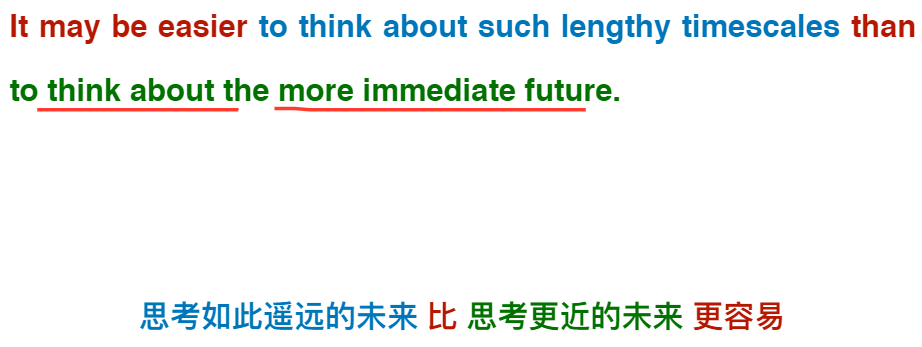 It may be easier to think about such lengthy timescales than
to think about the more immediate future.
思考如此遥远的未来 比 思考更近的未来 更容易